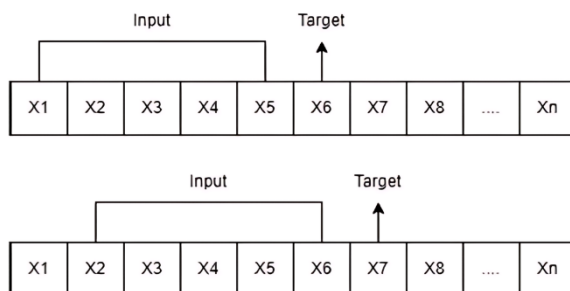 Input Target
X1 X2 X3 X4 X5 X6 X7 X8 .... Xn
Input Target
X1 X2 X3 X4 X5 X6 X7 X8 .... Xn